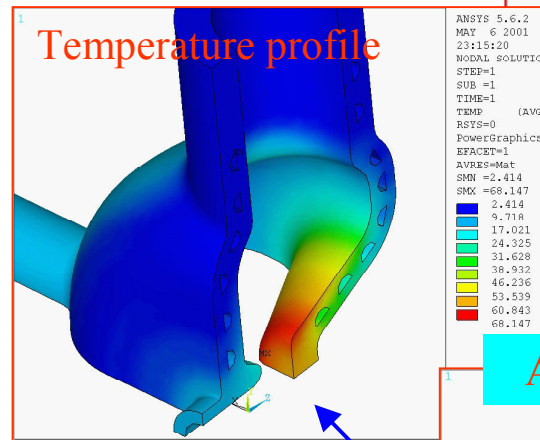 1
Temperature profile
ANSYS 5.6.2
MAY 6 2001
23:15:20
NODAL SOLUTIO
STEP=1
SUB =1
TIME=1
TEMP (AVG
RSYS=0
PowerGraphics
EFACET=1
AVRES=Mat
SMN =2.414
SMX =68.147
2.414
9.718
17.021
24.325
31.628
38.932
46.236
53.539
60.843
68.147
MX
X
Z
1
A